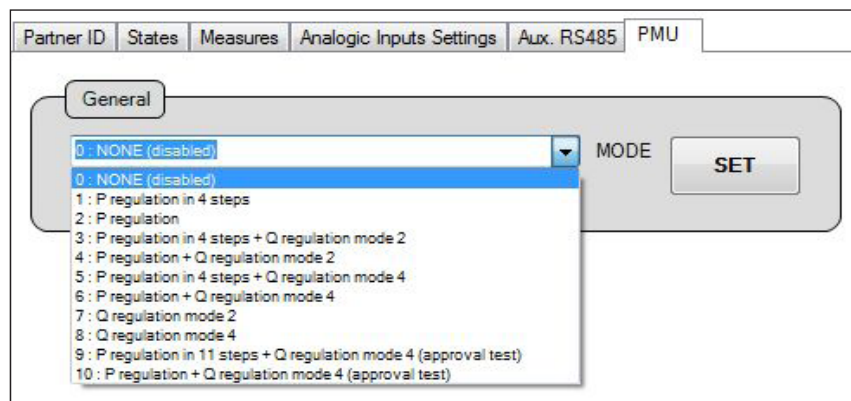 Partner ID States Measures Analogic Inputs Settings Aux. RS485 PMU
General
0 : NONE (disabled) MODE SET
0 : NONE (disabled)
1 : P regulation in 4 steps
2 : P regulation
3 : P regulation in 4 steps + Q regulation mode 2
4 : P regulation + Q regulation mode 2
5 : P regulation in 4 steps + Q regulation mode 4
6 : P regulation + Q regulation mode 4
7 : Q regulation mode 2
8 : Q regulation mode 4
9 : P regulation in 11 steps + Q regulation mode 4 (approval test)
10 : P regulation + Q regulation mode 4 (approval test)